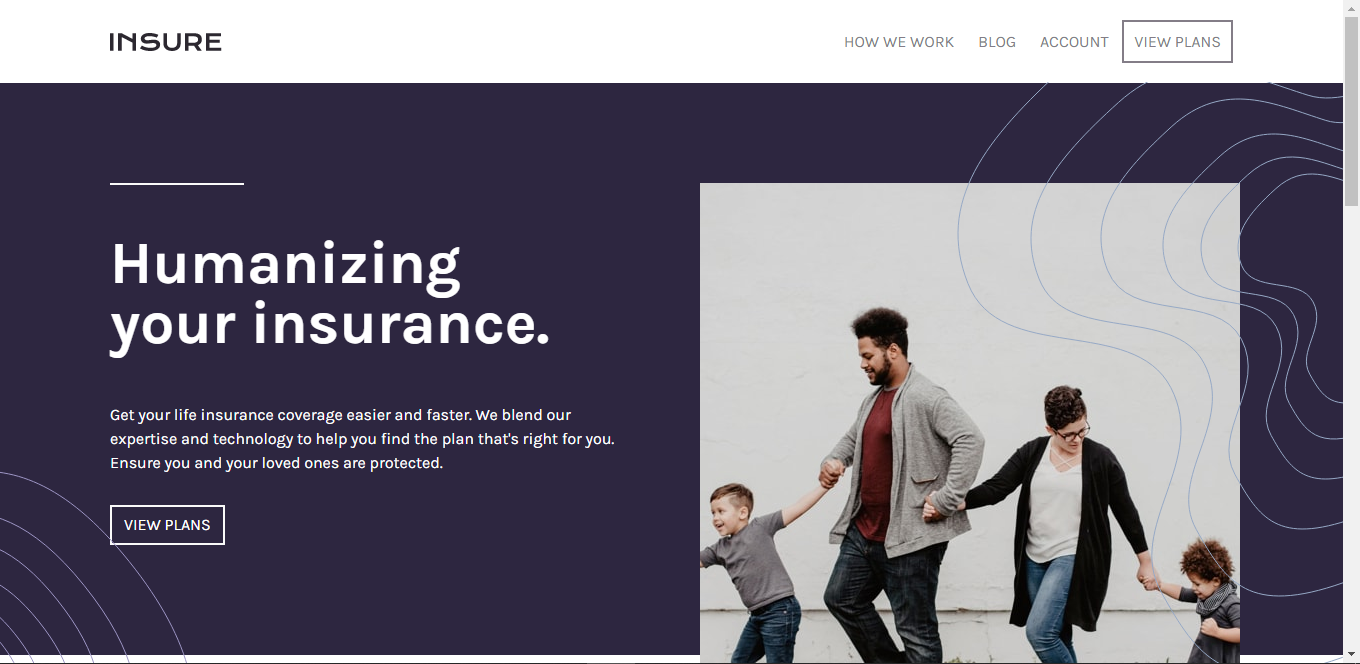 INSURE
HOW WE WORK BLOG ACCOUNT VIEW PLANS
Humanizing
your insurance.
Get your life insurance coverage easier and faster. We blend our
expertise and technology to help you find the plan that's right for you.
Ensure you and your loved ones are protected.
VIEW PLANS